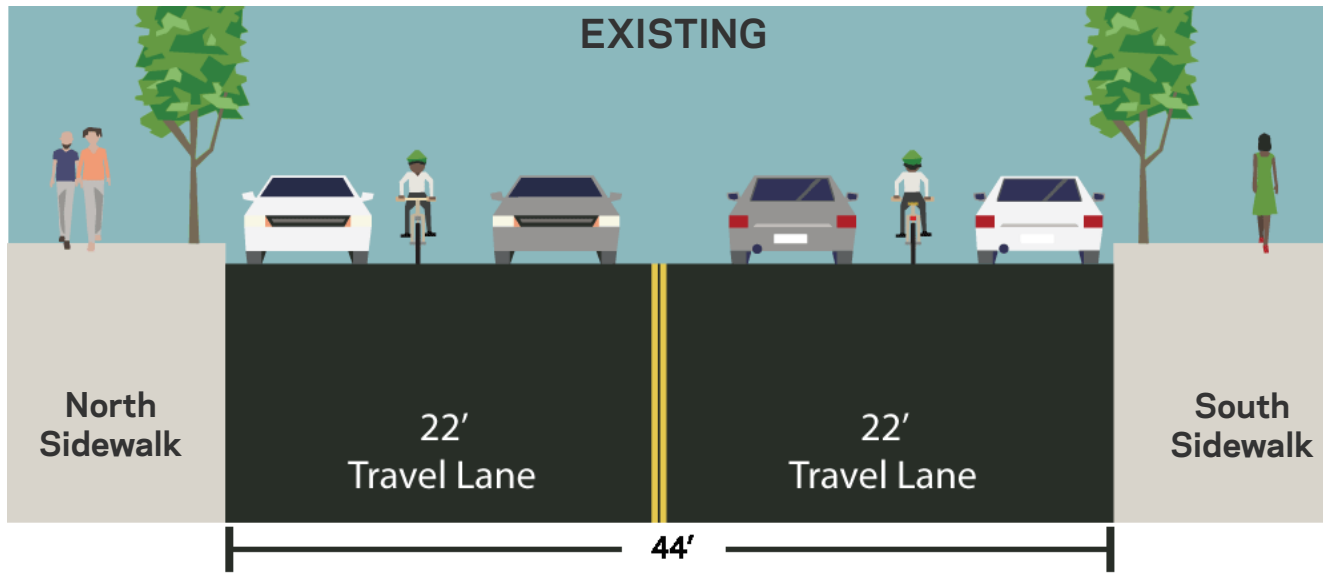 EXISTING
North
Sidewalk
22′
Travel Lane
22′
Travel Lane
South
Sidewalk
44′